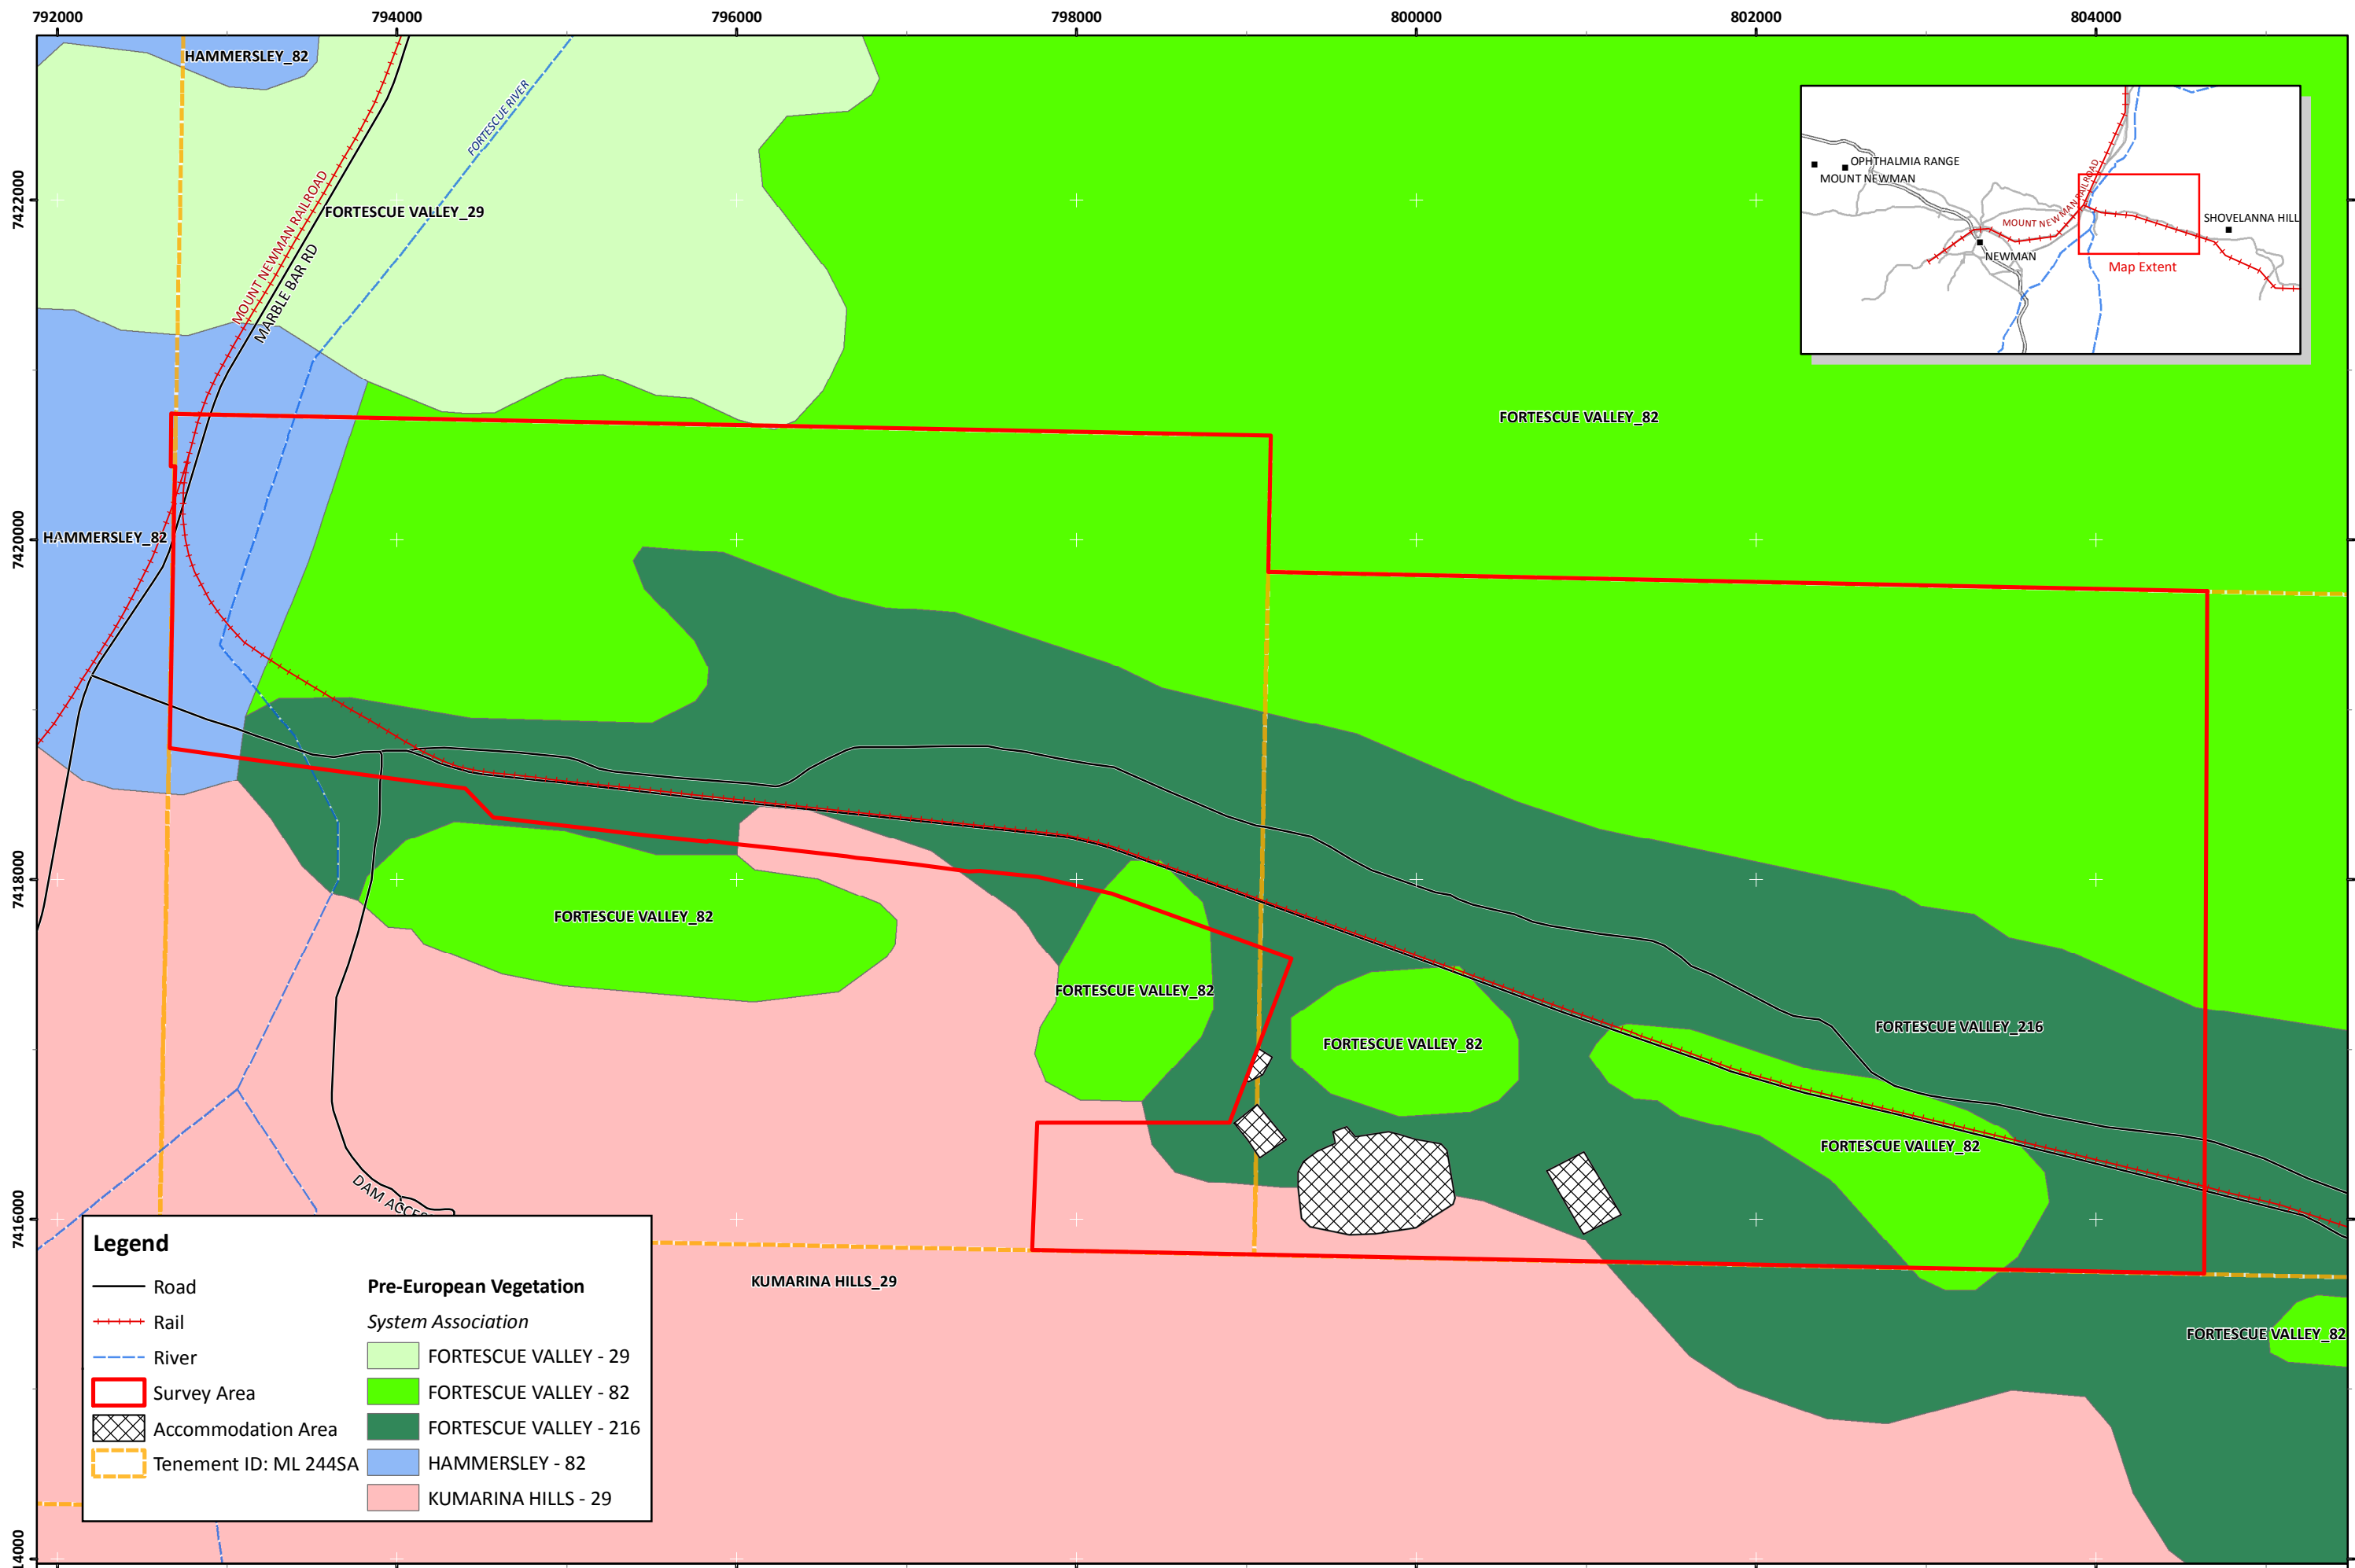 792000
794000
796000
798000
800000
802000
804000
HAMMERSLEY_82
FORTESCUE RIVER
OPHTHALMIA RANGE
MOUNT NEWMAN
MOUNT NEWMAN RAILROAD
SHOVELANNA HILL
NEWMAN
Map Extent
7422000
MOUNT NEWMAN RAILROAD
FORTESCUE VALLEY_29
MARBLE BAR RD
FORTESCUE VALLEY_82
7420000
HAMMERSLEY_82
7418000
FORTESCUE VALLEY_82
FORTESCUE VALLEY_82
FORTESCUE VALLEY_82
FORTESCUE VALLEY_216
FORTESCUE VALLEY_82
7416000
DAM ACCES
KUMARINA HILLS_29
FORTESCUE VALLEY_82
Legend
Road
Rail
River
Survey Area
Accommodation Area
Tenement ID: ML 244SA
Pre-European Vegetation
System Association
FORTESCUE VALLEY - 29
FORTESCUE VALLEY - 82
FORTESCUE VALLEY - 216
HAMMERSLEY - 82
KUMARINA HILLS - 29
14000